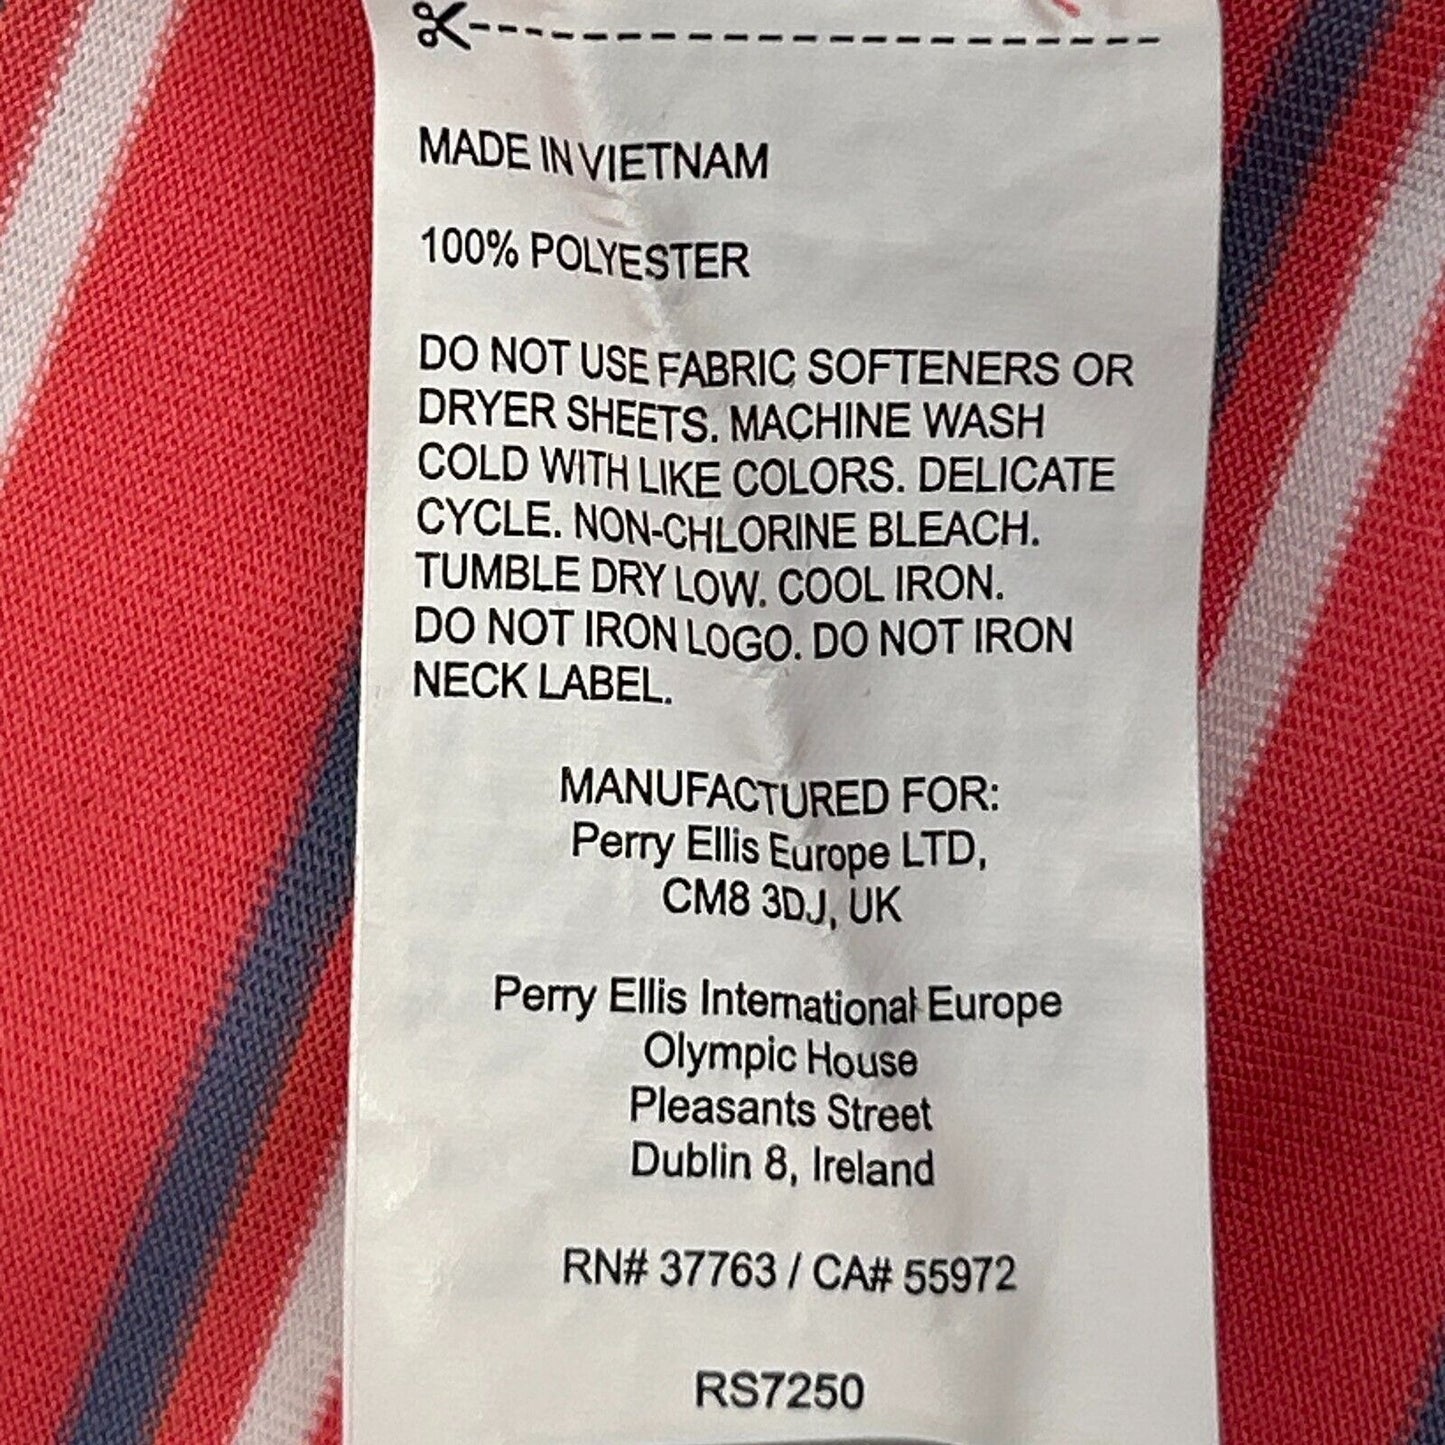 MADE IN VIETNAM
100% POLYESTER
DO NOT USE FABRIC SOFTENERS OR
DRYER SHEETS. MACHINE WASH
COLD WITH LIKE COLORS. DELICATE
CYCLE. NON-CHLORINE BLEACH.
TUMBLE DRY LOW. COOL IRON.
DO NOT IRON LOGO. DO NOT IRON
NECK LABEL.
MANUFACTURED FOR:
Perry Ellis Europe LTD,
CM8 3DJ, UK
Perry Ellis International Europe
Olympic House
Pleasants Street
Dublin 8, Ireland
RN# 37763 / CA# 55972
RS7250